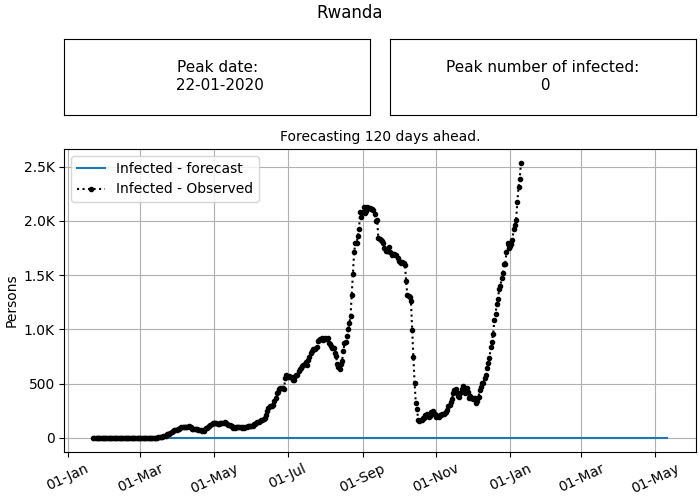 Rwanda
Peak date:
22-01-2020
Peak number of infected:
0
Forecasting 120 days ahead.
Infected - forecast
Infected - Observed
2.5K
2.0K
1.5K
1.0K
500
0
Persons
01-Jan
01-Mar
01-May
01-Jul
01-Sep
01-Nov
01-Jan
01-Mar
01-May